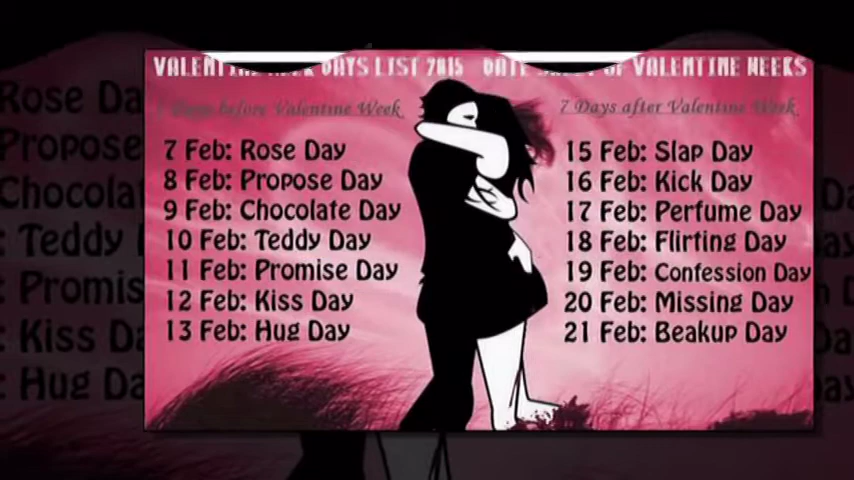 VALENTINE WEEK DAYS LIST 2015 DATE SHEET OF VALENTINE WEEKS
7 Days before Valentine Week
7 Feb: Rose Day
8 Feb: Propose Day
9 Feb: Chocolate Day
10 Feb: Teddy Day
11 Feb: Promise Day
12 Feb: Kiss Day
13 Feb: Hug Day
7 Days after Valentine Week
15 Feb: Slap Day
16 Feb: Kick Day
17 Feb: Perfume Day
18 Feb: Flirting Day
19 Feb: Confession Day
20 Feb: Missing Day
21 Feb: Beakup Day